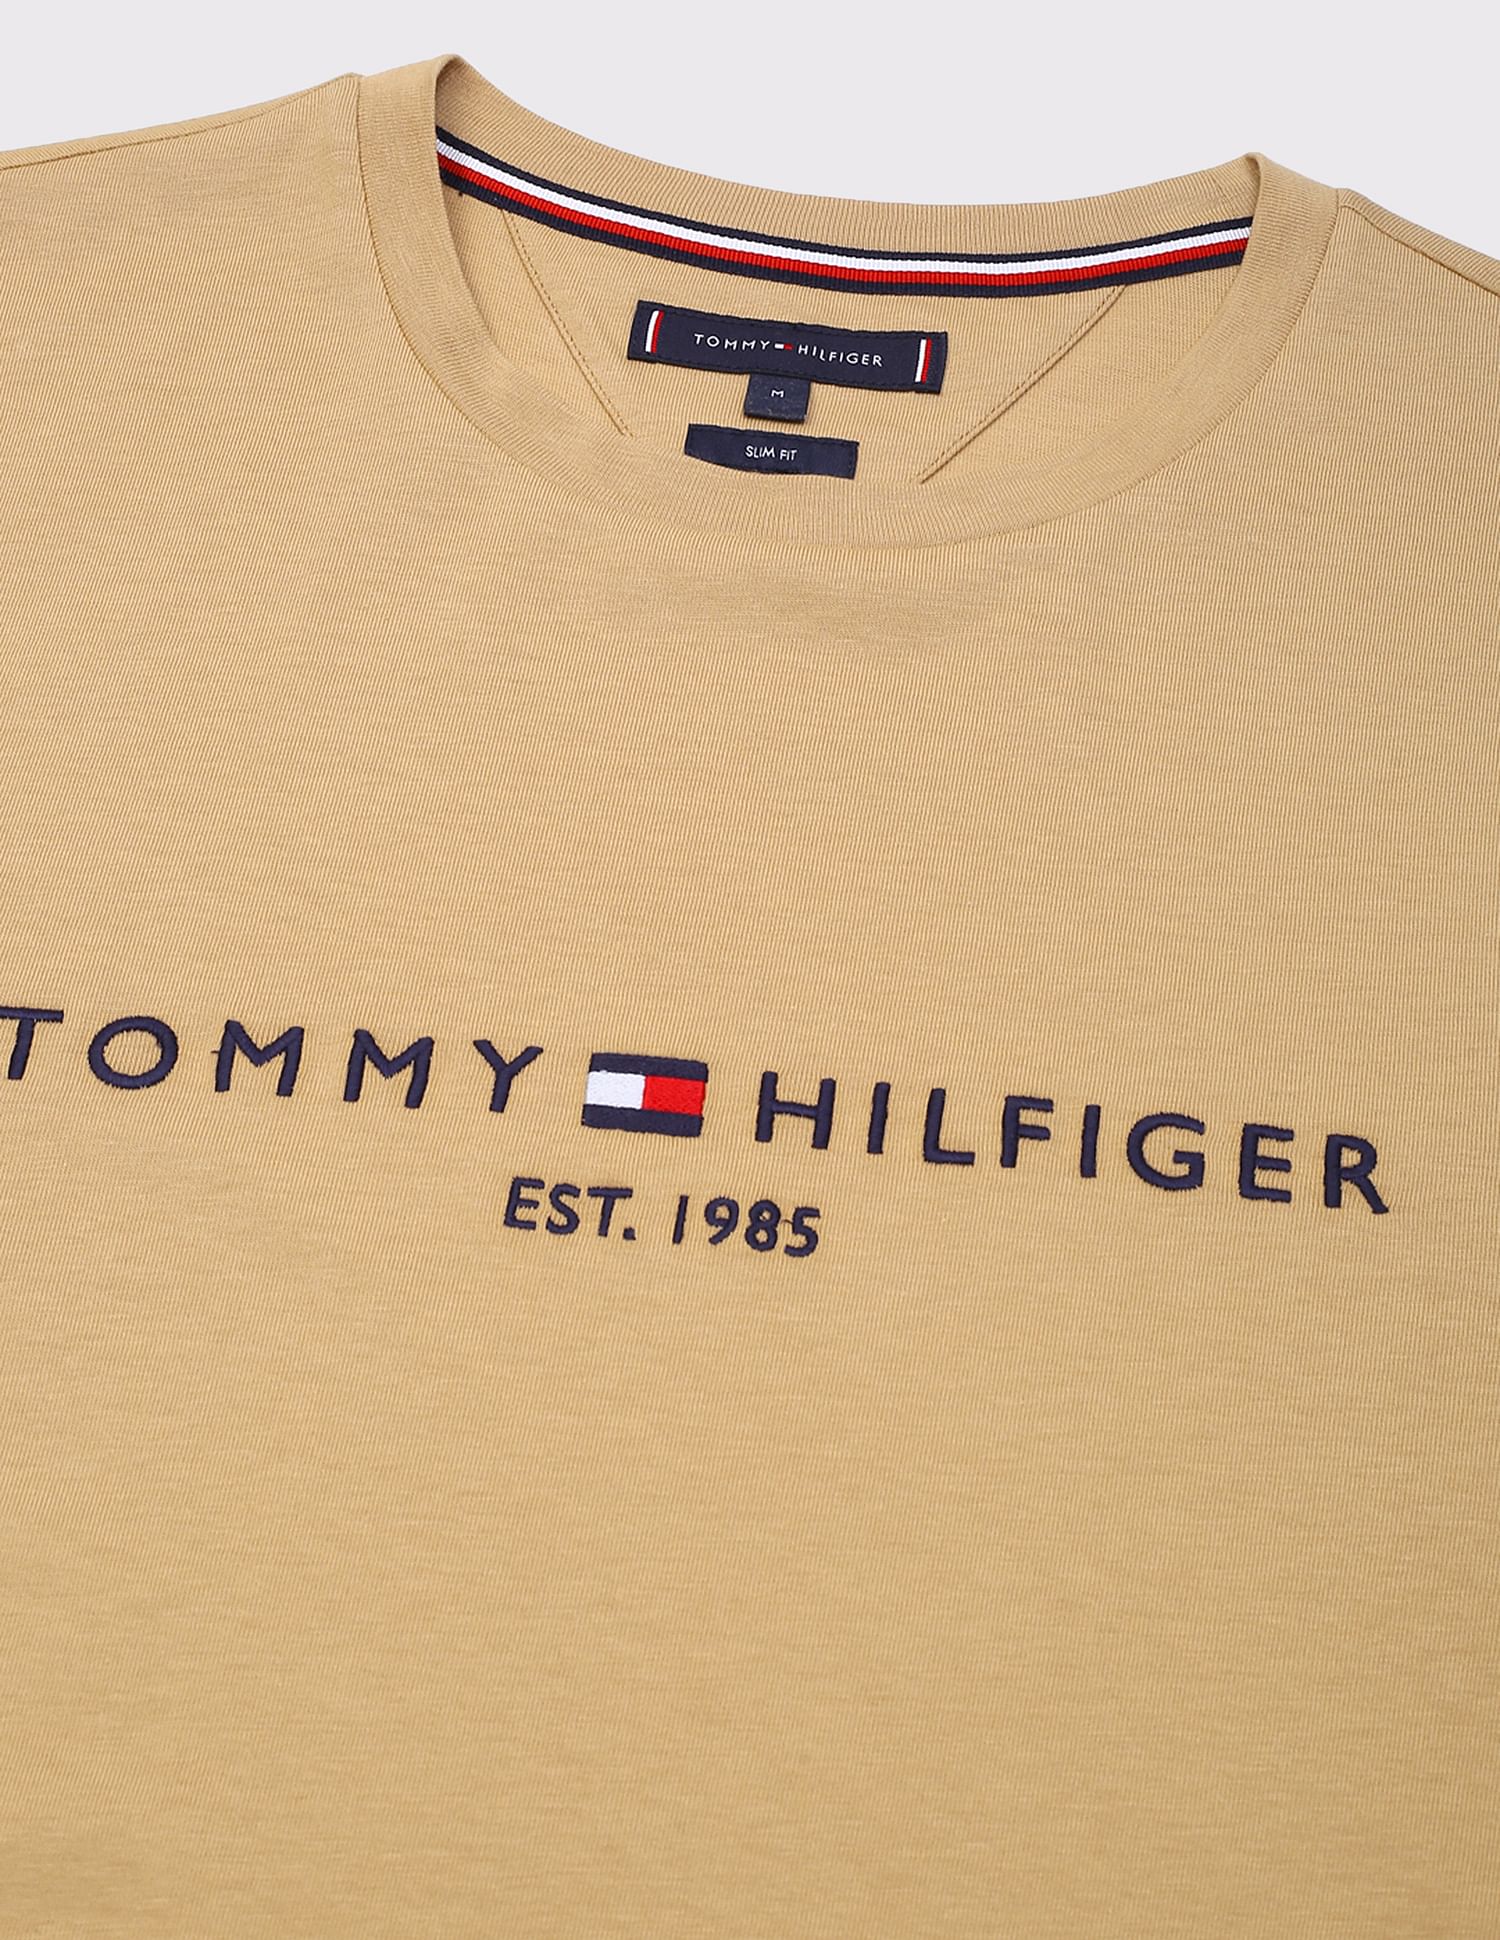 TOMMY HILFIGER
M
SLIM FIT
TOMMY HILFIGER
EST. 1985